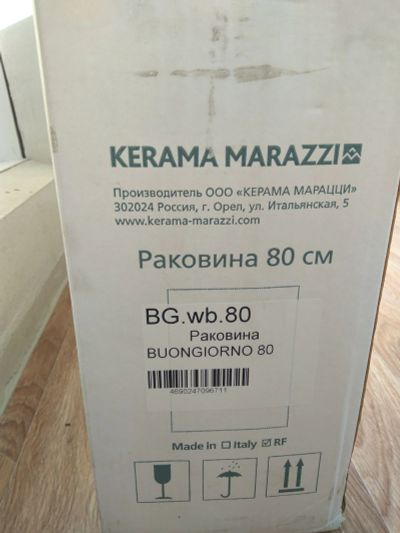 KERAMA MARAZZI
Производитель ООО «КЕРАМА МАРАЦЦИ»
302024 Россия, г. Орел, ул. Итальянская, 5
www.kerama-marazzi.com
Раковина 80 см
BG.wb.80
Раковина
BUONGIORNO 80
4690247096711
Made in ☐ Italy ☑ RF